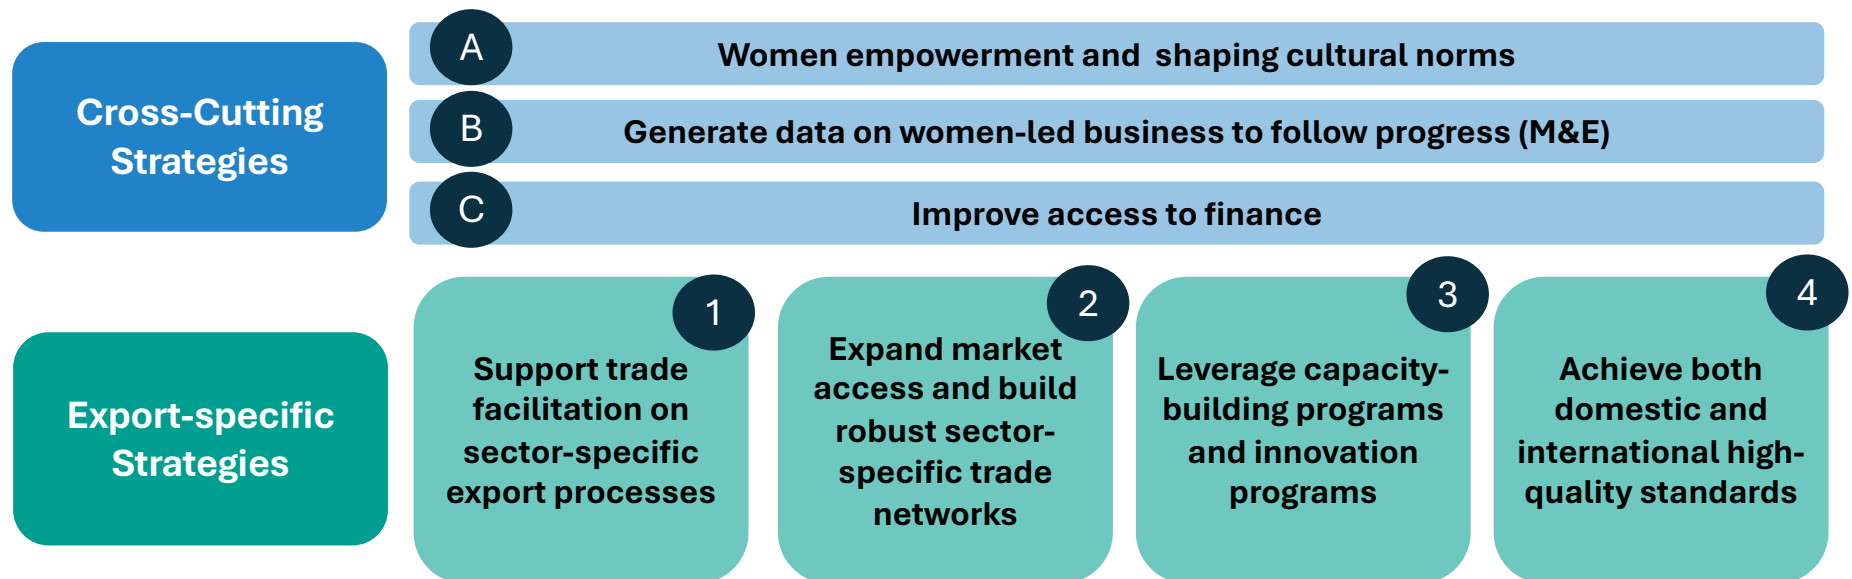 Cross-Cutting
Strategies
A
Women empowerment and shaping cultural norms
B
Generate data on women-led business to follow progress (M&E)
C
Improve access to finance
Export-specific
Strategies
1
Support trade
facilitation on
sector-specific
export processes
2
Expand market
access and build
robust sector-
specific trade
networks
3
Leverage capacity-
building programs
and innovation
programs
4
Achieve both
domestic and
international high-
quality standards